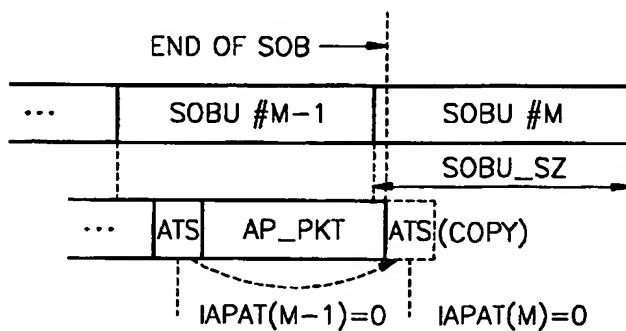 END OF SOB
... SOBU #M-1 SOBU #M
SOBU_SZ
... ATS AP_PKT ATS (COPY)
IAPAT(M-1)=0 IAPAT(M)=0